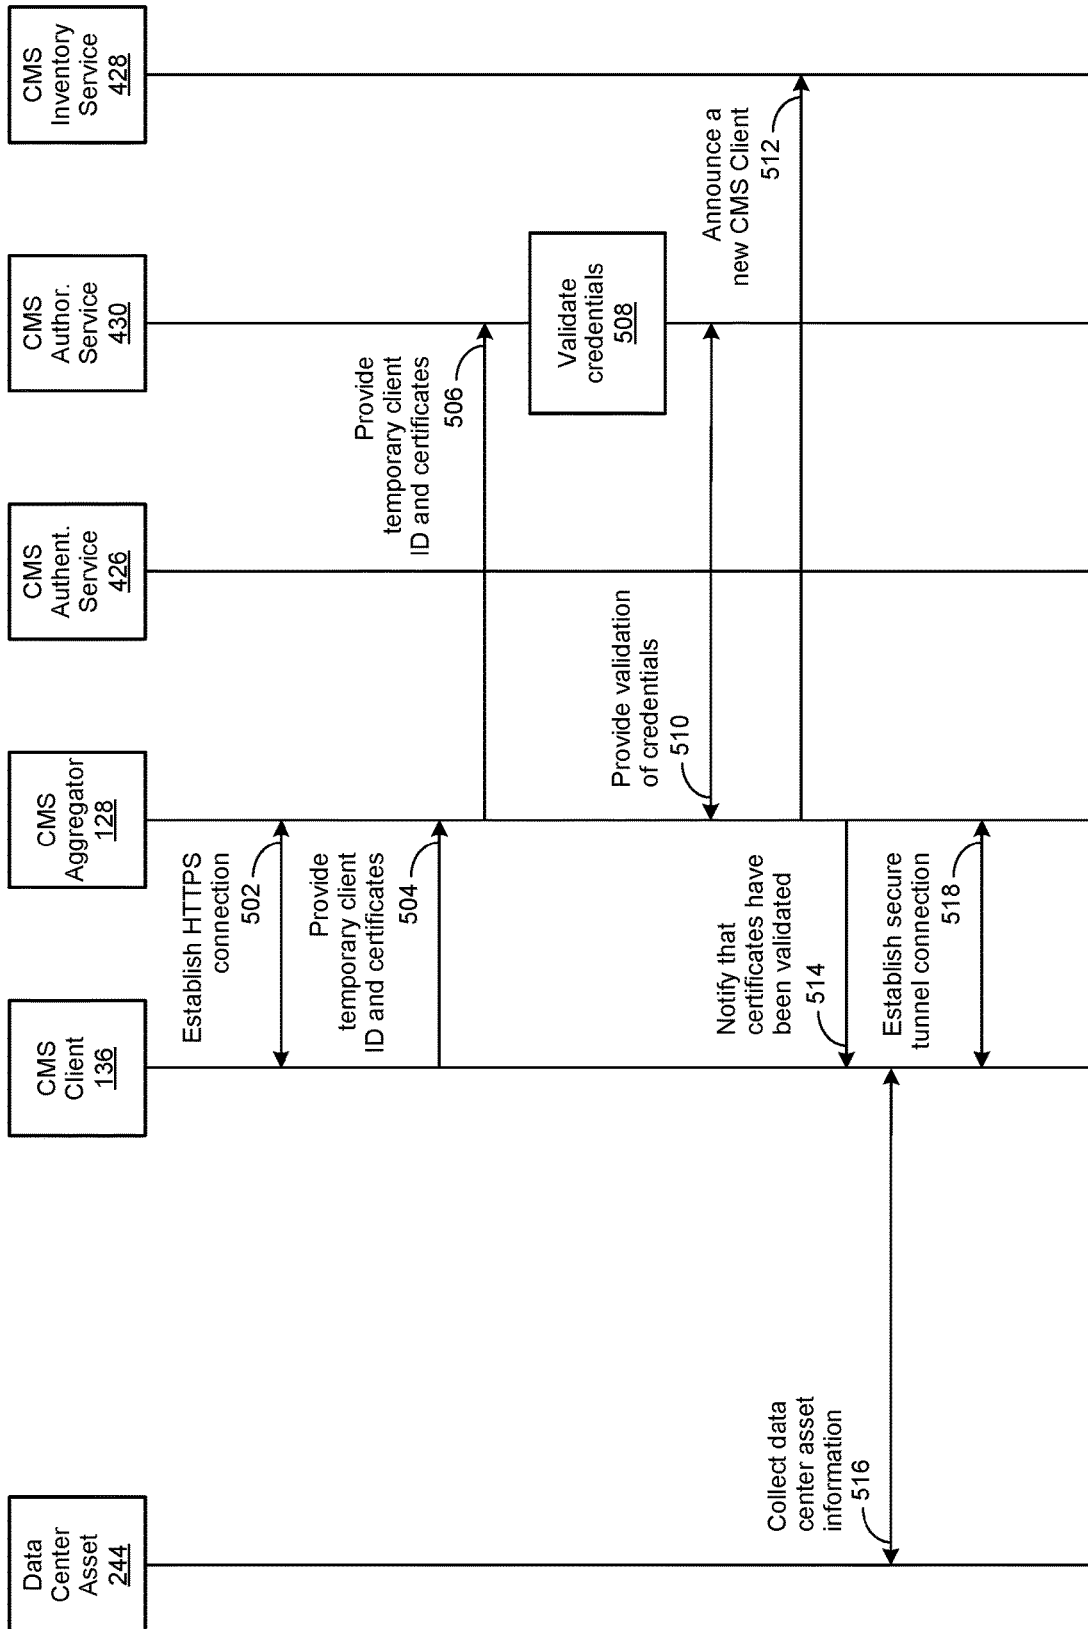 Data
Center
Asset
244
CMS
Client
136
CMS
Aggregator
128
CMS
Authent.
Service
426
CMS
Author.
Service
430
CMS
Inventory
Service
428
Establish HTTPS
connection
502
Provide
temporary client
ID and certificates
504
Provide
temporary client
ID and certificates
506
Validate
credentials
508
Provide validation
of credentials
510
Announce a
new CMS Client
512
Notify that
certificates have
been validated
514
Collect data
center asset
information
516
Establish secure
tunnel connection
518